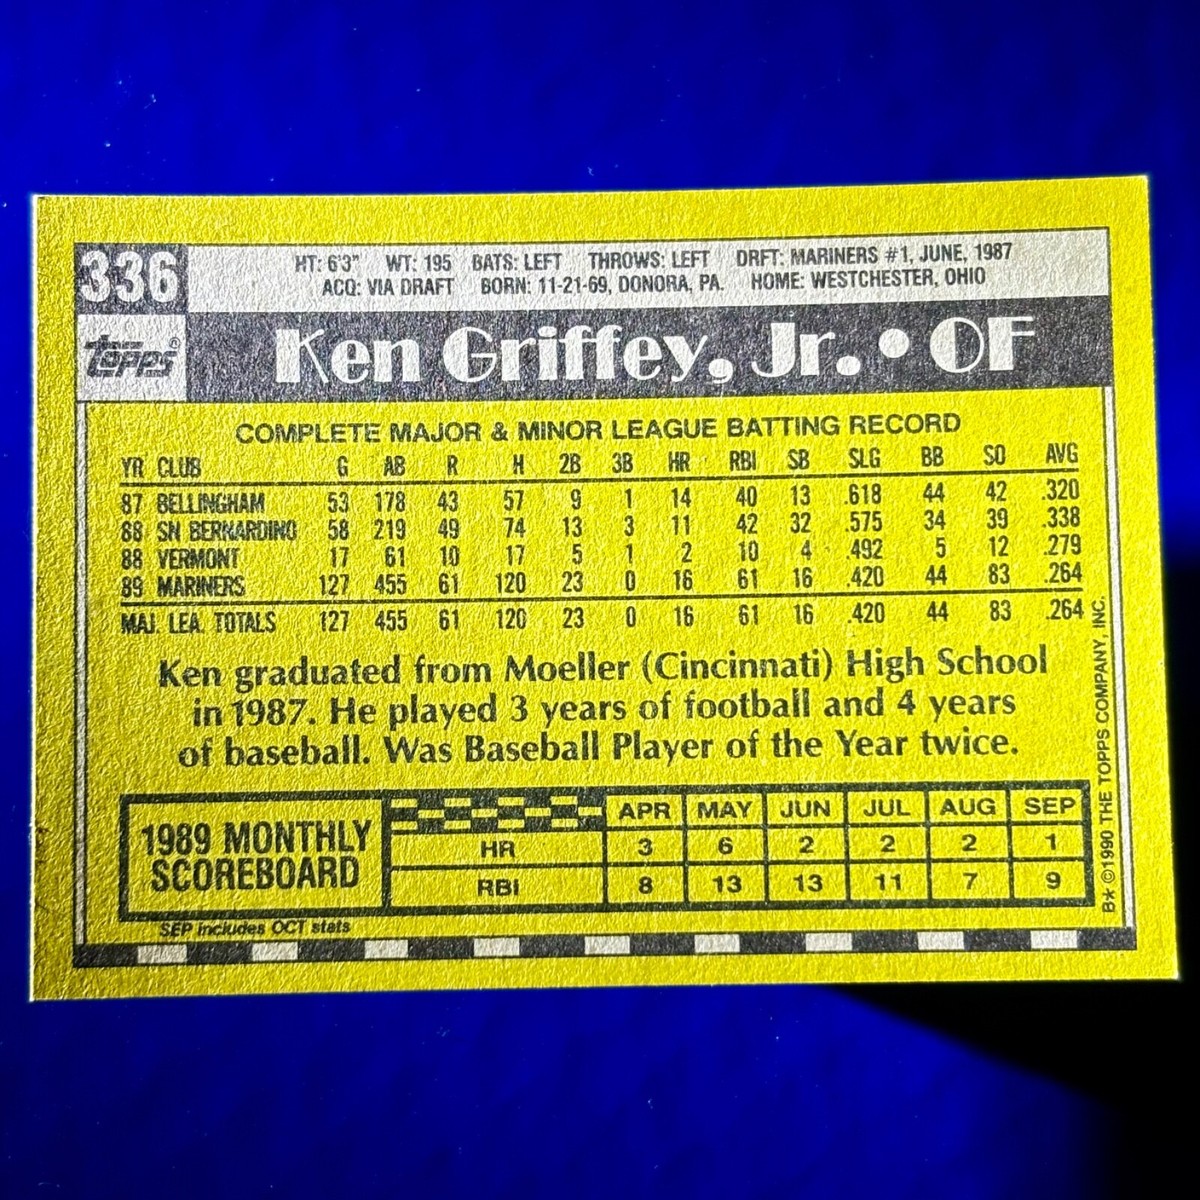 336
HT: 6'3" WT: 195 BATS: LEFT THROWS: LEFT DRFT: MARINERS #1, JUNE, 1987
ACQ: VIA DRAFT BORN: 11-21-69, DONORA, PA. HOME: WESTCHESTER, OHIO
topps®
Ken Griffey, Jr. • OF
COMPLETE MAJOR & MINOR LEAGUE BATTING RECORD
YR CLUB G AB R H 2B 3B HR RBI SB SLG BB SO AVG
87 BELLINGHAM 53 178 43 57 9 1 14 40 13 .618 44 42 .320
88 SN BERNARDINO 58 219 49 74 13 3 11 42 32 .575 34 39 .338
88 VERMONT 17 61 10 17 5 1 2 10 4 .492 5 12 .279
89 MARINERS 127 455 61 120 23 0 16 61 16 .420 44 83 .264
MAJ. LEA. TOTALS 127 455 61 120 23 0 16 61 16 .420 44 83 .264
Ken graduated from Moeller (Cincinnati) High School
in 1987. He played 3 years of football and 4 years
of baseball. Was Baseball Player of the Year twice.
1989 MONTHLY
SCOREBOARD
APR MAY JUN JUL AUG SEP
HR 3 6 2 2 2 1
RBI 8 13 13 11 7 9
SEP includes OCT stats
B* ©1990 THE TOPPS COMPANY, INC.